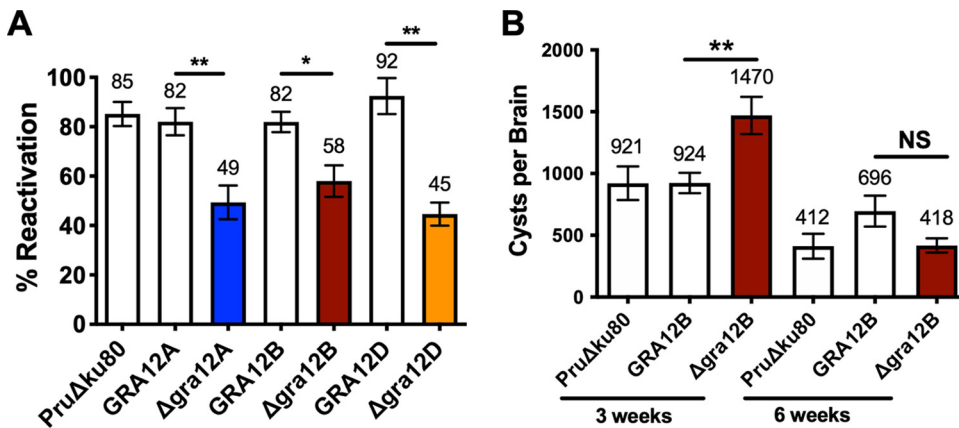 A
% Reactivation
100
80
60
40
20
0
85
82
**
49
82
*
58
92
**
45
PruΔku80
GRA12A
Δgra12A
GRA12B
Δgra12B
GRA12D
Δgra12D
B
Cysts per Brain
2000
1500
1000
500
0
921
924
**
1470
412
696
NS
418
PruΔku80
GRA12B
Δgra12B
PruΔku80
GRA12B
Δgra12B
3 weeks
6 weeks